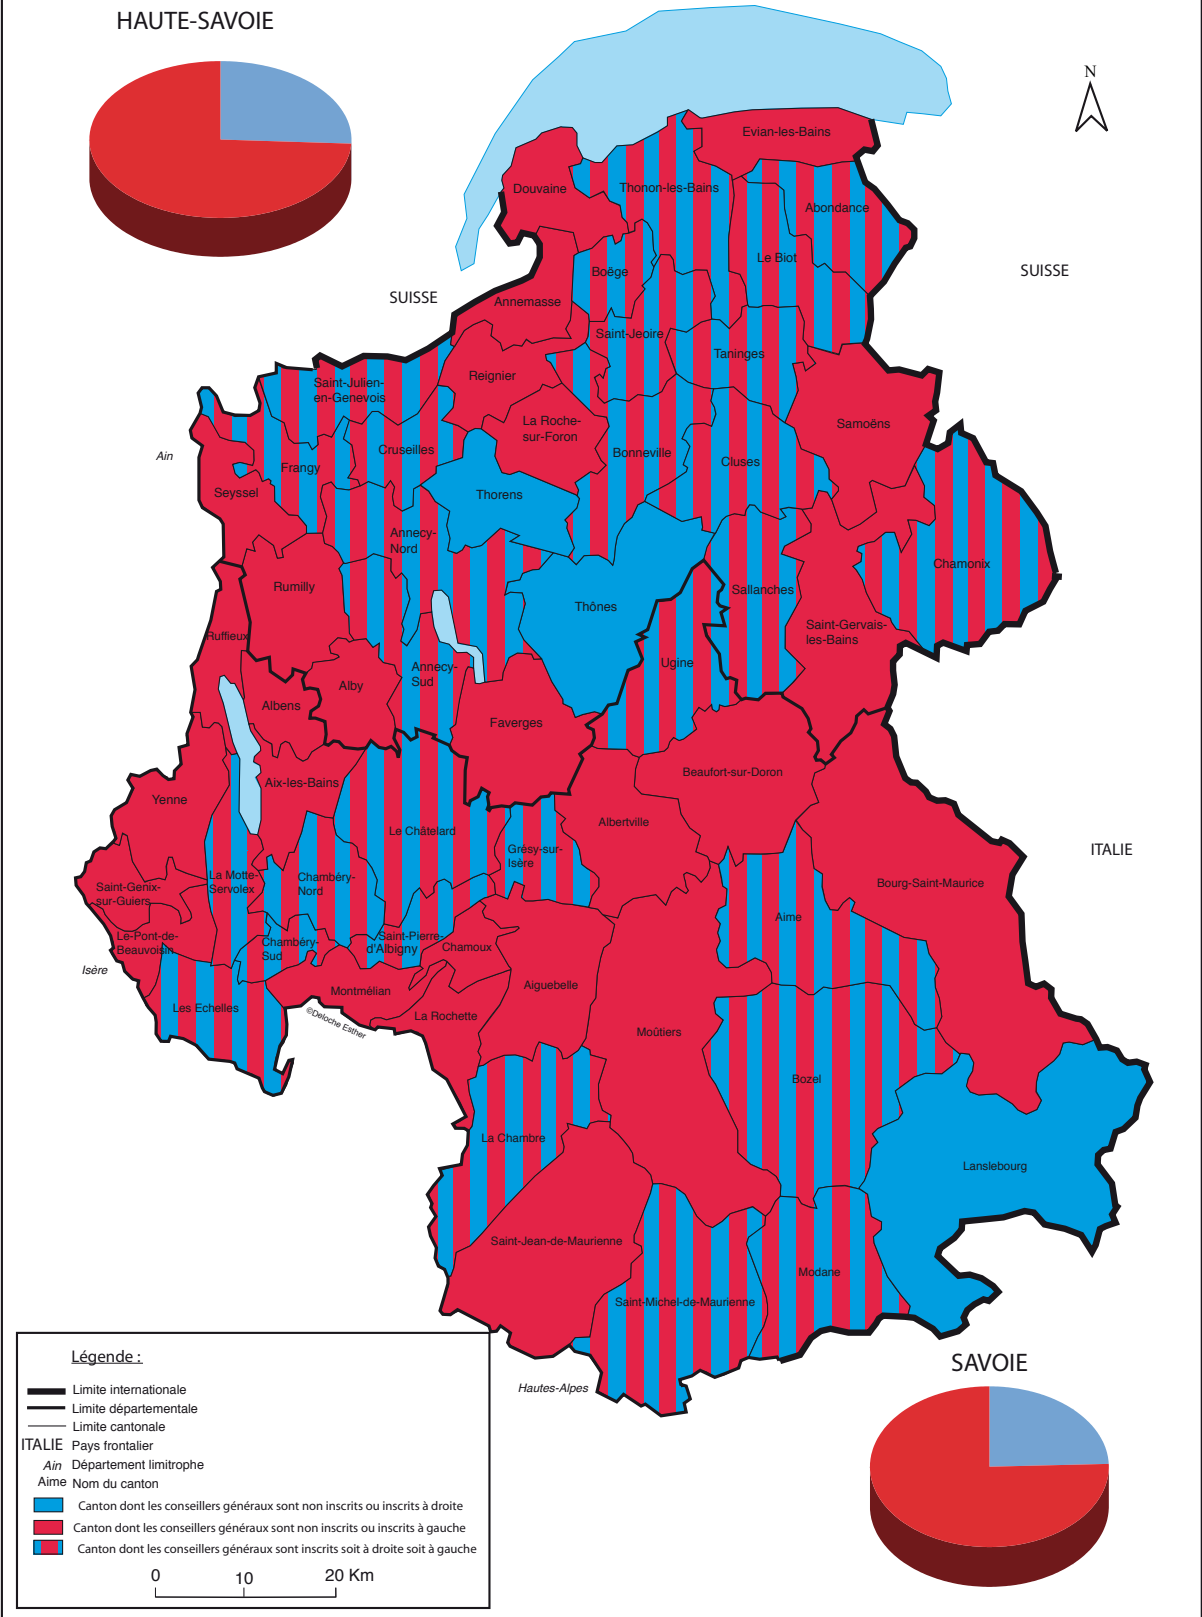 HAUTE-SAVOIE
N
Evian-les-Bains
Douvaine
Thonon-les-Bains
Abondance
Le Biot
Boëge
SUISSE
SUISSE
Annemasse
Saint-Jeoire
Taninges
Reignier
Saint-Julien-
en-Genevois
La Roche-
sur-Foron
Samoëns
Cruseilles
Bonneville
Cluses
Ain
Frangy
Seyssel
Thorens
Annecy-
Nord
Chamonix
Rumilly
Sallanches
Thônes
Saint-Gervais-
les-Bains
Ruffieux
Ugine
Annecy-
Sud
Alby
Albens
Faverges
Beaufort-sur-Doron
Aix-les-Bains
Yenne
Albertville
Le Châtelard
Grésy-sur-
Isère
ITALIE
La Motte-
Servolex
Chambéry-
Nord
Bourg-Saint-Maurice
Saint-Genix-
sur-Guiers
Aime
Le-Pont-de-
Beauvoisin
Chambéry-
Sud
Saint-Pierre-
d'Albigny
Chamoux
Isère
Aiguebelle
Montmélian
Les Echelles
©Deloche Esther
La Rochette
Moûtiers
Bozel
La Chambre
Lanslebourg
Saint-Jean-de-Maurienne
Modane
Saint-Michel-de-Maurienne
Hautes-Alpes
SAVOIE
Légende :
Limite internationale
Limite départementale
Limite cantonale
ITALIE Pays frontalier
Ain Département limitrophe
Aime Nom du canton
Canton dont les conseillers généraux sont non inscrits ou inscrits à droite
Canton dont les conseillers généraux sont non inscrits ou inscrits à gauche
Canton dont les conseillers généraux sont inscrits soit à droite soit à gauche
0 10 20 Km